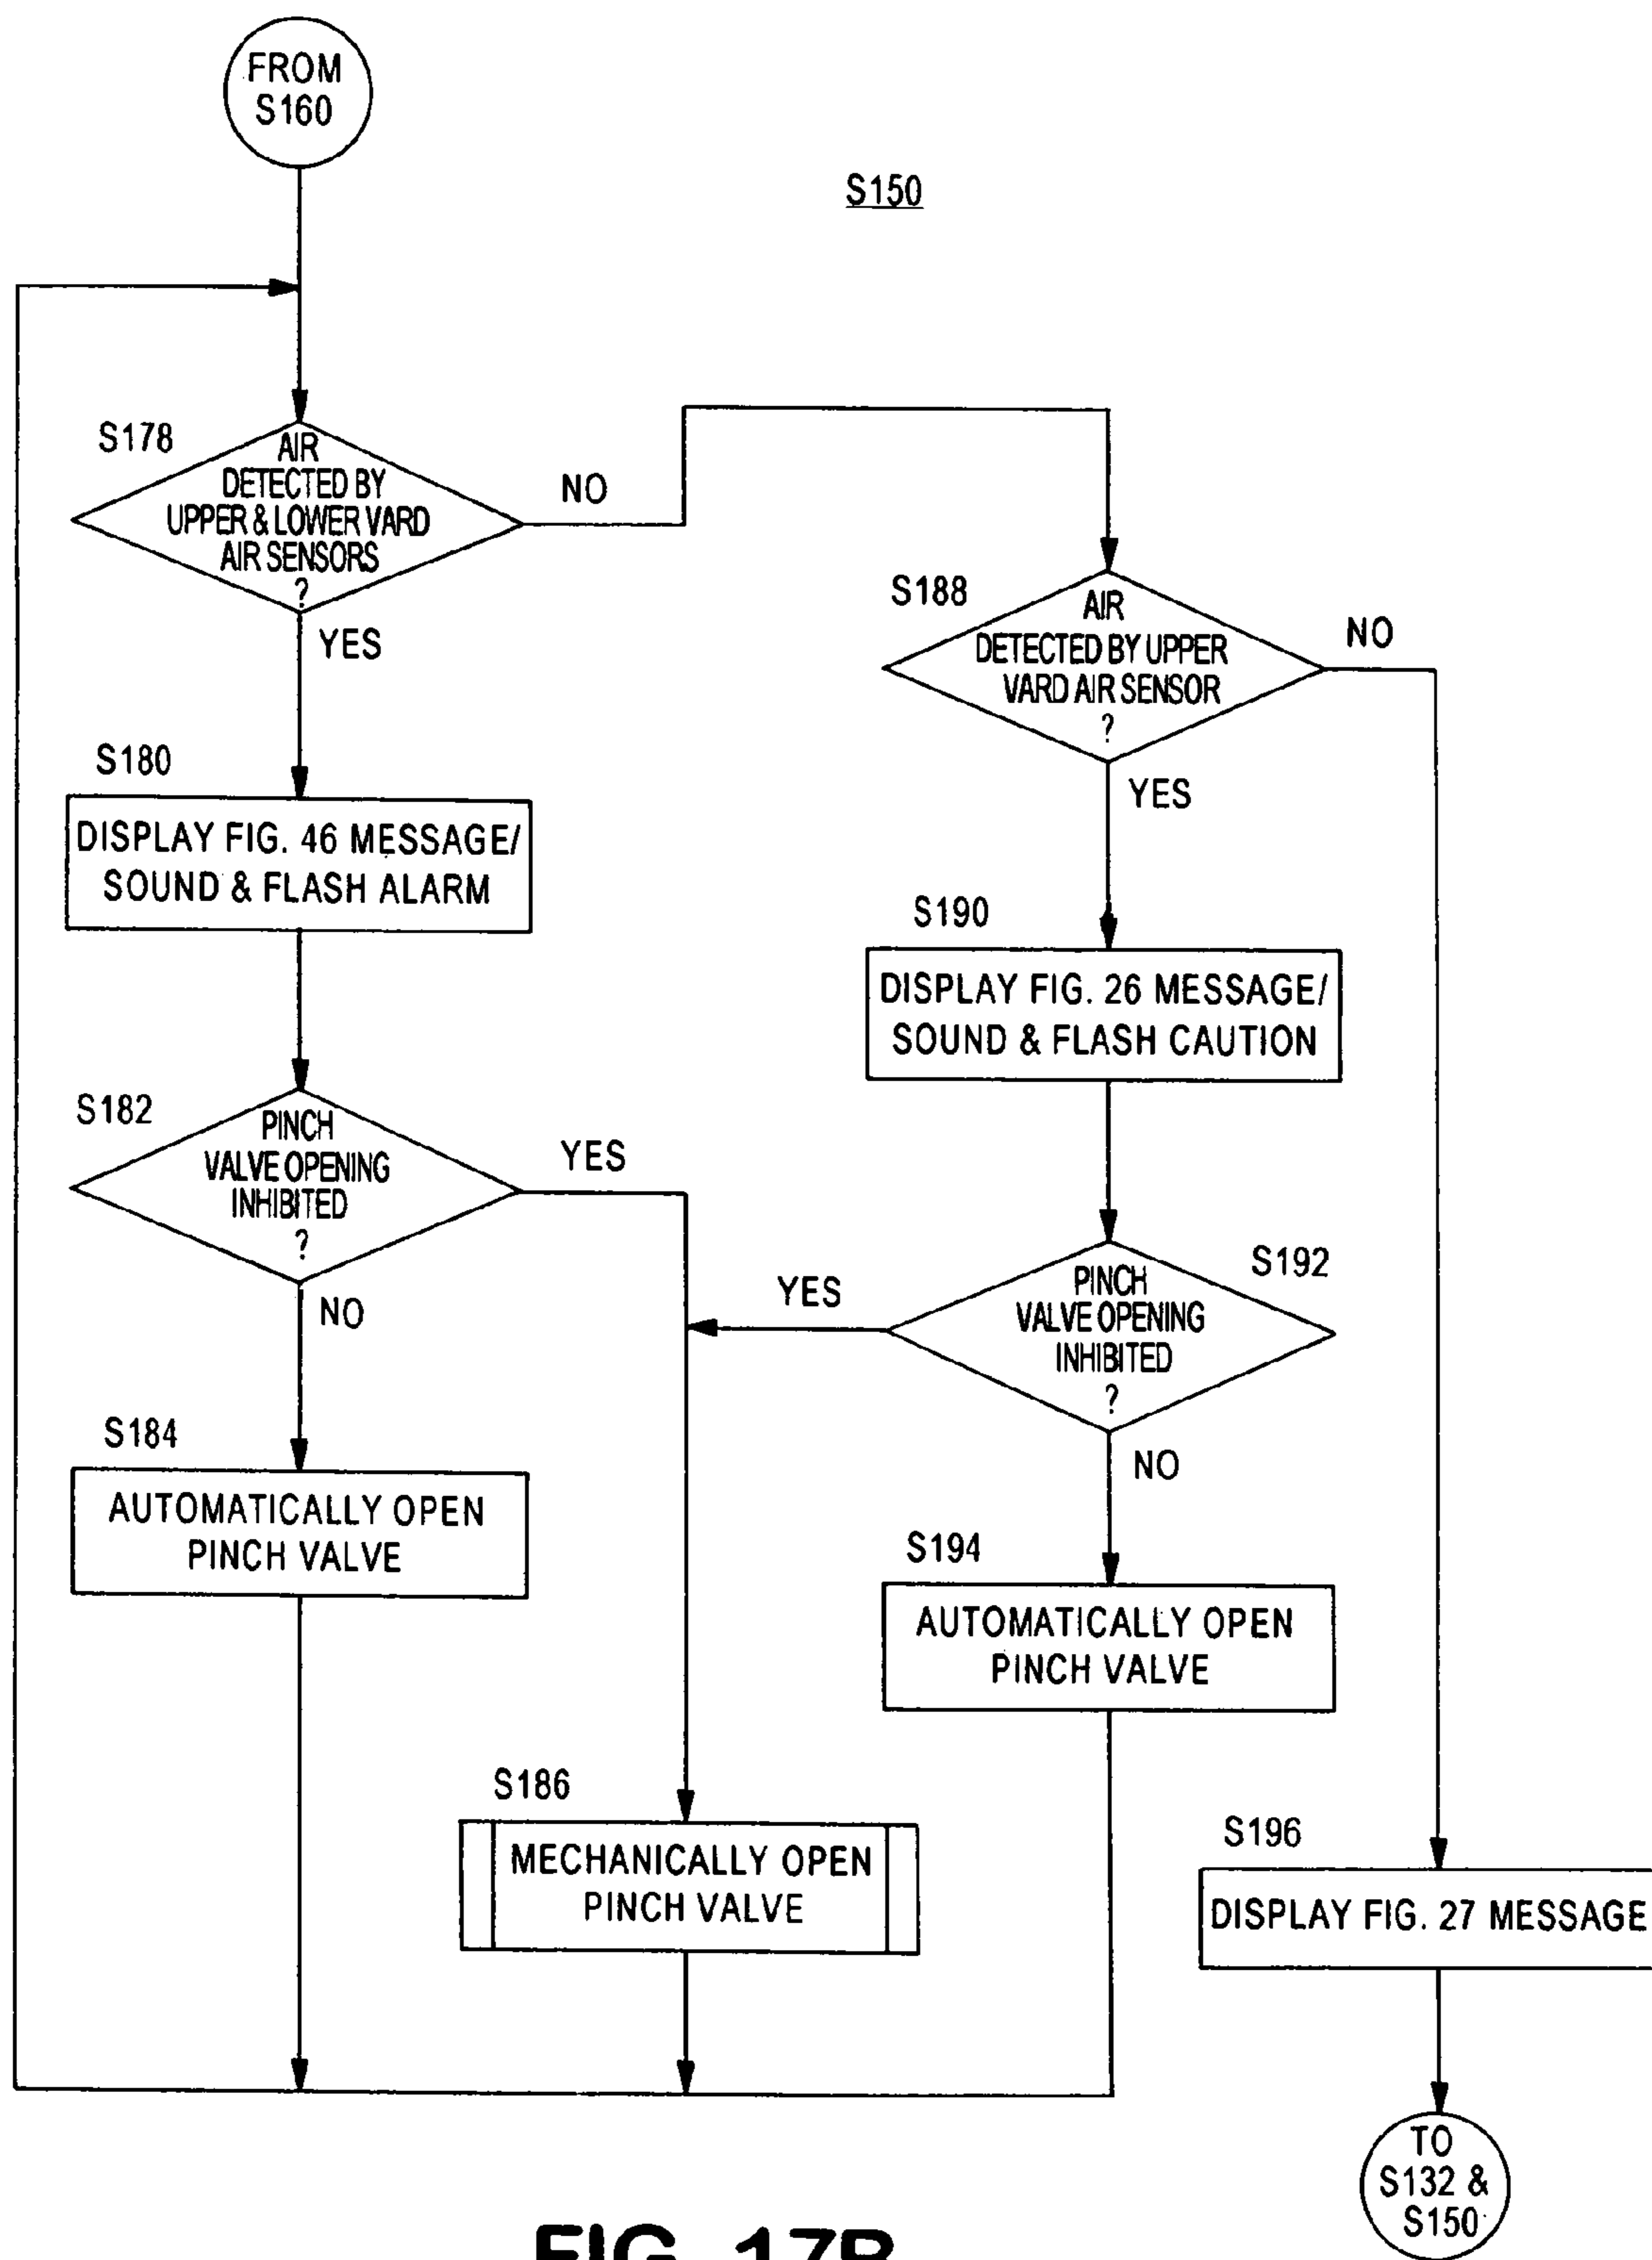 FROM
S160
S150
S178
AIR
DETECTED BY
UPPER & LOWER VARD
AIR SENSORS
?
NO
YES
S188
AIR
DETECTED BY UPPER
VARD AIR SENSOR
?
NO
YES
S180
DISPLAY FIG. 46 MESSAGE/
SOUND & FLASH ALARM
S190
DISPLAY FIG. 26 MESSAGE/
SOUND & FLASH CAUTION
S182
PINCH
VALVE OPENING
INHIBITED
?
YES
NO
S192
PINCH
VALVE OPENING
INHIBITED
?
YES
NO
S184
AUTOMATICALLY OPEN
PINCH VALVE
S194
AUTOMATICALLY OPEN
PINCH VALVE
S186
MECHANICALLY OPEN
PINCH VALVE
S196
DISPLAY FIG. 27 MESSAGE
TO
S132 &
S150
FIG. 17B